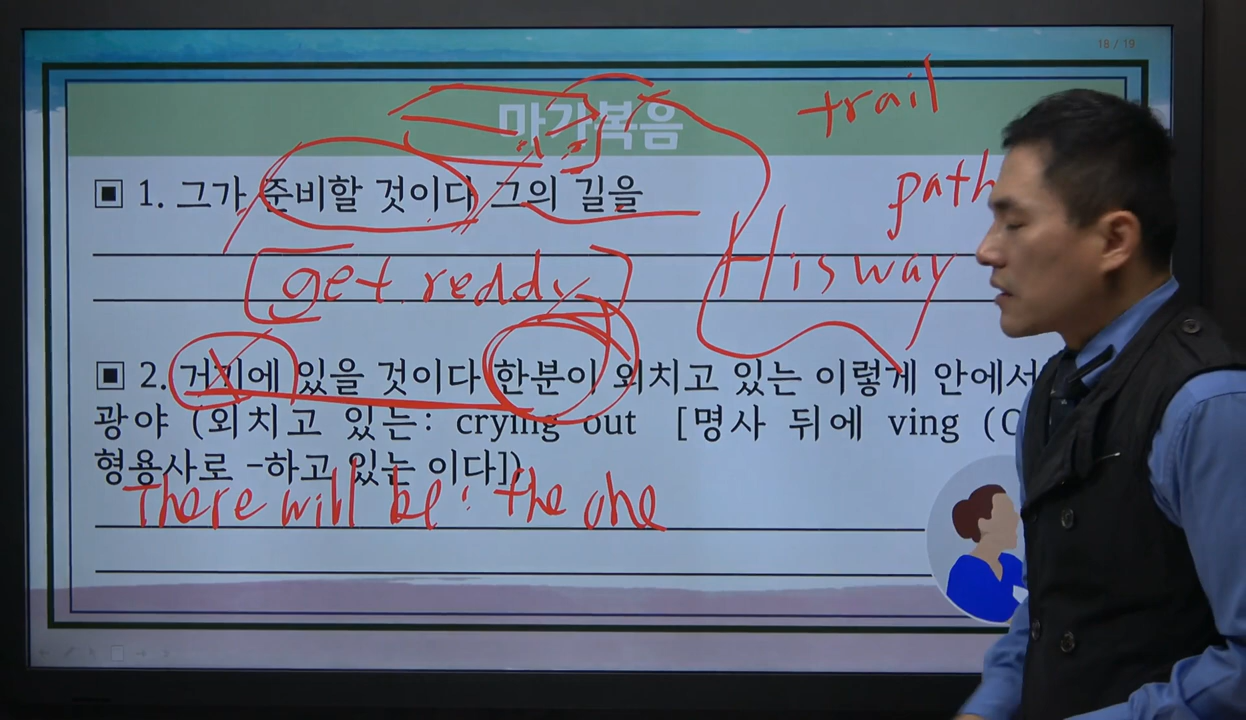 18 / 19
마가복음
trail
path
▣ 1. 그가 준비할 것이다 그의 길을
get reddy
His way
▣ 2. 거기에 있을 것이다 한분이 외치고 있는 이렇게 안에서
광야 (외치고 있는: crying out [명사 뒤에 ving (
형용사로 -하고 있는 이다])
There will be the one